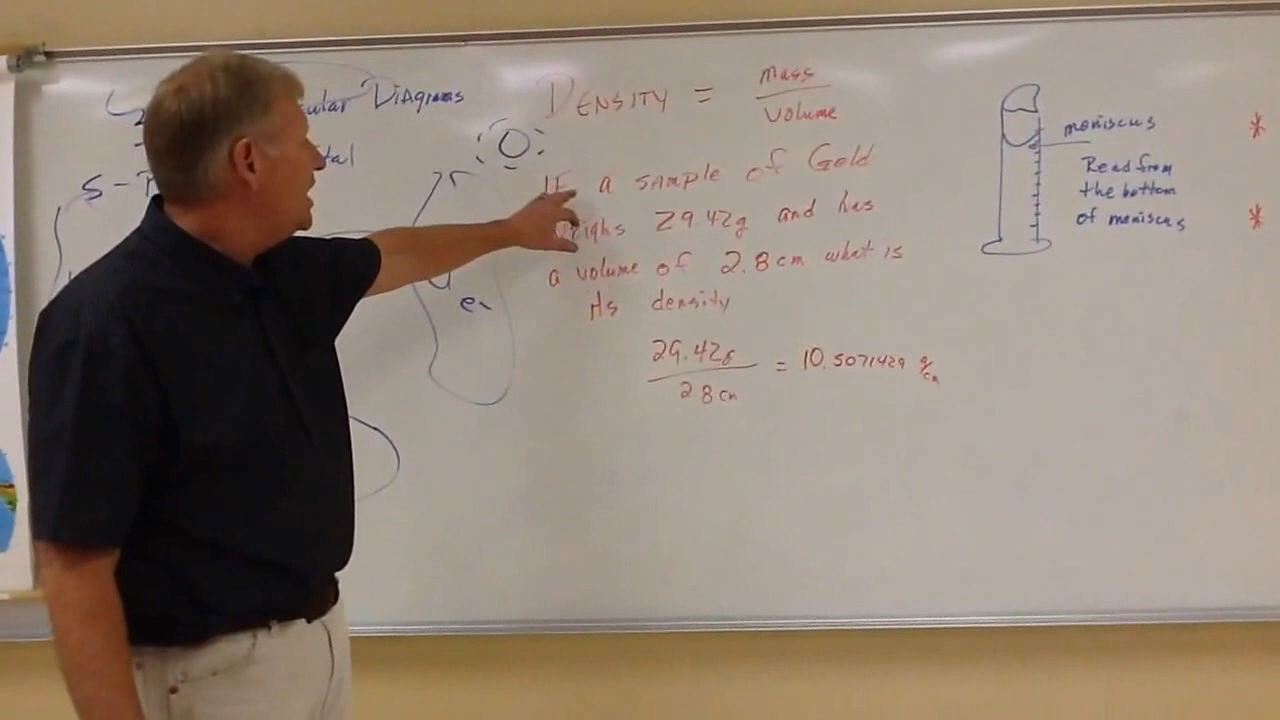 Diagrams
DENSITY = mass
volume
IF a sample of Gold
29.42g and has
a volume of 2.8cm what is
its density
29.42g
2.8cm
= 10.5071429 g/cm
e-
meniscus *
Read from
the bottom
of meniscus *